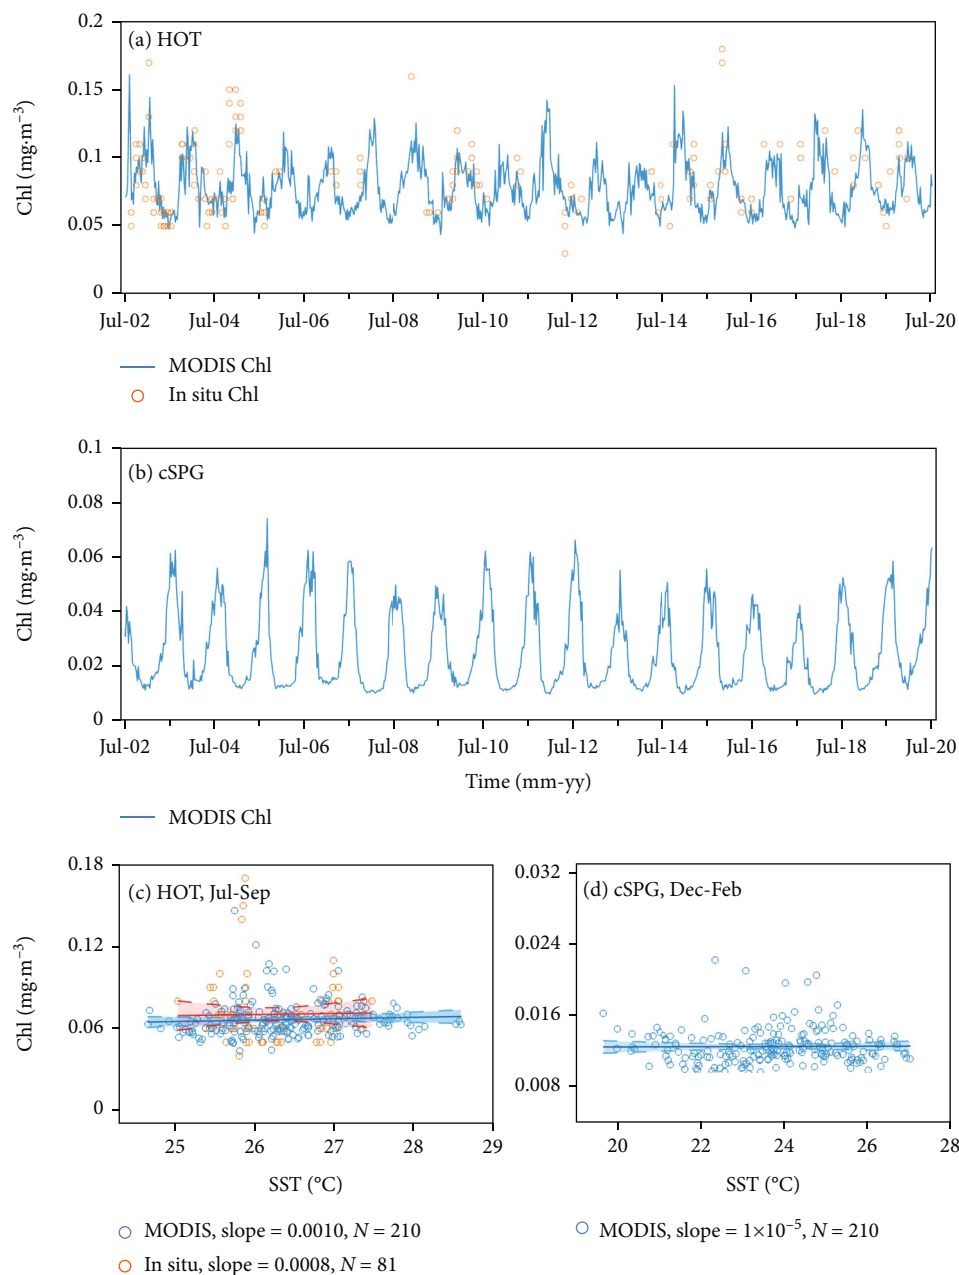 (a) HOT
Chl (mg·m⁻³)
0.2
0.15
0.1
0.05
0
Jul-02 Jul-04 Jul-06 Jul-08 Jul-10 Jul-12 Jul-14 Jul-16 Jul-18 Jul-20
MODIS Chl
In situ Chl
(b) cSPG
Chl (mg·m⁻³)
0.1
0.08
0.06
0.04
0.02
0
Jul-02 Jul-04 Jul-06 Jul-08 Jul-10 Jul-12 Jul-14 Jul-16 Jul-18 Jul-20
Time (mm-yy)
MODIS Chl
(c) HOT, Jul-Sep
Chl (mg·m⁻³)
0.18
0.12
0.06
0
25 26 27 28 29
SST (°C)
MODIS, slope = 0.0010, N = 210
In situ, slope = 0.0008, N = 81
(d) cSPG, Dec-Feb
0.032
0.024
0.016
0.008
20 22 24 26 28
SST (°C)
MODIS, slope = 1×10⁻⁵, N = 210